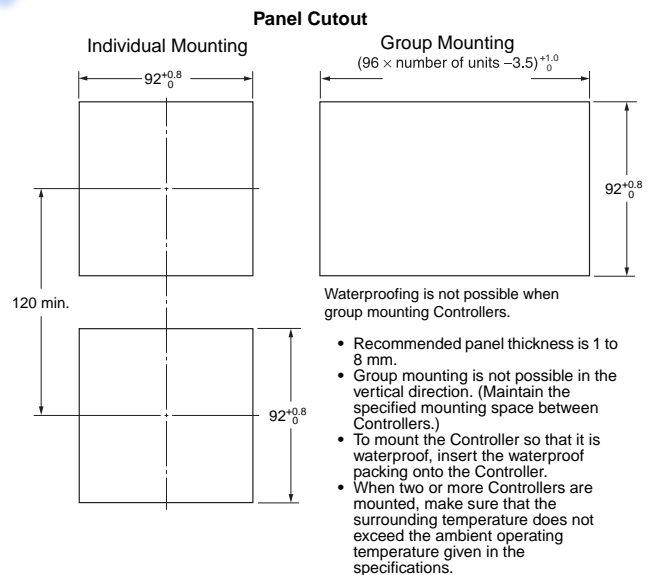 Panel Cutout
Individual Mounting
92+0.8 0
120 min.
92+0.8 0
Group Mounting
(96 × number of units −3.5)+1.0 0
92+0.8 0
Waterproofing is not possible when
group mounting Controllers.
• Recommended panel thickness is 1 to
8 mm.
• Group mounting is not possible in the
vertical direction. (Maintain the
specified mounting space between
Controllers.)
• To mount the Controller so that it is
waterproof, insert the waterproof
packing onto the Controller.
• When two or more Controllers are
mounted, make sure that the
surrounding temperature does not
exceed the ambient operating
temperature given in the
specifications.